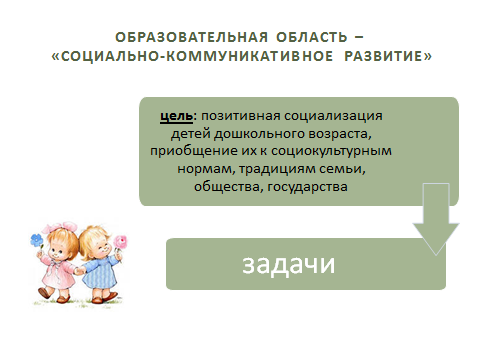 ОБРАЗОВАТЕЛЬНАЯ ОБЛАСТЬ –
«СОЦИАЛЬНО-КОММУНИКАТИВНОЕ РАЗВИТИЕ»
цель: позитивная социализация
детей дошкольного возраста,
приобщение их к социокультурным
нормам, традициям семьи,
общества, государства
задачи